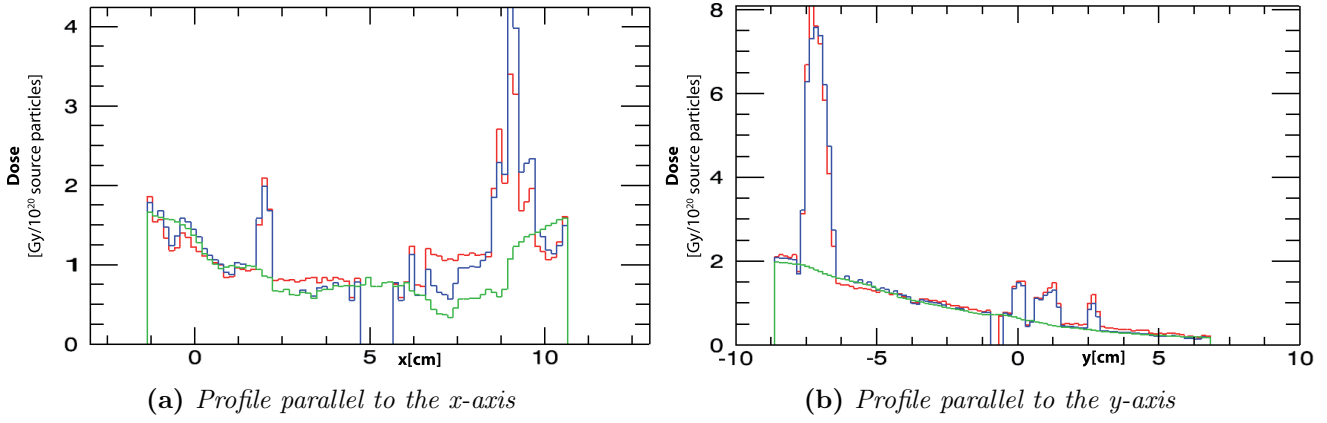 Dose
[Gy/10²⁰ source particles]
4
3
2
1
0
0
5
10
x[cm]
(a) Profile parallel to the x-axis
Dose
[Gy/10²⁰ source particles]
8
6
4
2
0
-10
-5
0
5
10
y[cm]
(b) Profile parallel to the y-axis